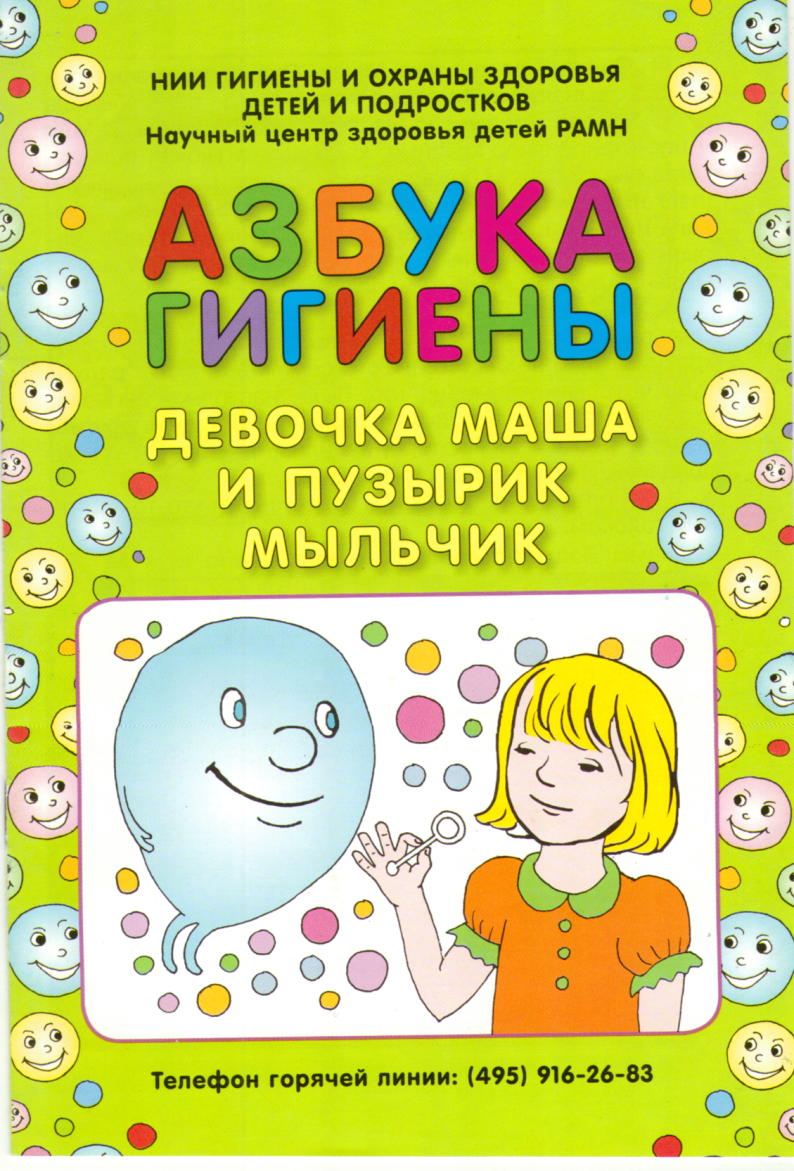 НИИ ГИГИЕНЫ И ОХРАНЫ ЗДОРОВЬЯ
ДЕТЕЙ И ПОДРОСТКОВ
Научный центр здоровья детей РАМН
АЗБУКА
ГИГИЕНЫ
ДЕВОЧКА МАША
И ПУЗЫРИК
МЫЛЬЧИК
Телефон горячей линии: (495) 916-26-83